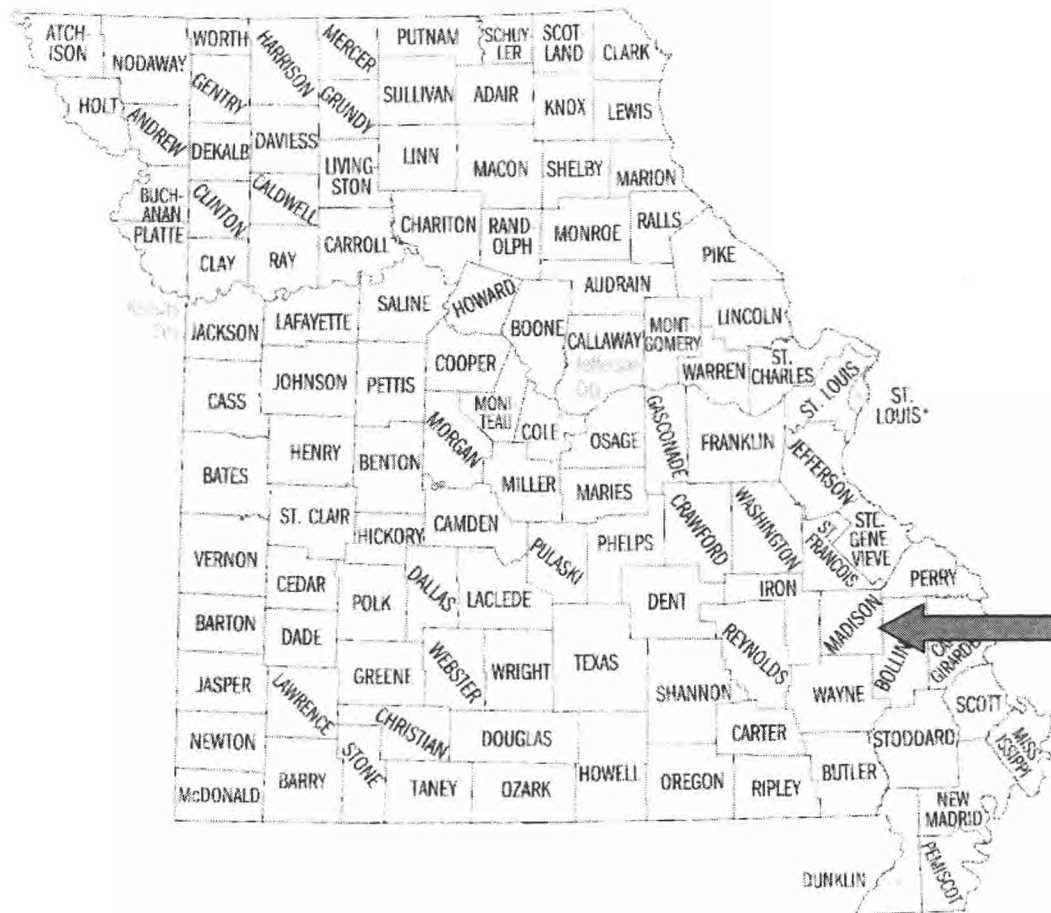 ATCH-
ISON
NODAWAY
WORTH
HARRISON
MERCER
PUTNAM
SCHUY-
LER
SCOT-
LAND
CLARK
HOLT
GENTRY
GRUNDY
SULLIVAN
ADAIR
KNOX
LEWIS
ANDREW
DEKALB
DAVIESS
LIVING-
STON
LINN
MACON
SHELBY
MARION
BUCH-
ANAN
CLINTON
CALDWELL
CHARITON
RAND-
OLPH
MONROE
RALLS
PIKE
PLATTE
CLAY
RAY
CARROLL
AUDRAIN
SALINE
HOWARD
BOONE
JACKSON
LAFAYETTE
COOPER
CALLAWAY
MONT-
GOMERY
LINCOLN
Jefferson
City
WARREN
ST.
CHARLES
ST. LOUIS
ST.
LOUIS*
CASS
JOHNSON
PETTIS
MONI-
TEAU
COLE
OSAGE
GASCONADE
FRANKLIN
JEFFERSON
BATES
HENRY
BENTON
MORGAN
MILLER
MARIES
ST. CLAIR
HICKORY
CAMDEN
PULASKI
PHELPS
CRAWFORD
WASHINGTON
ST.
FRANCOIS
STE.
GENE
VIEVE
VERNON
CEDAR
POLK
DALLAS
LACLEDE
DENT
IRON
PERRY
BARTON
DADE
MADISON
REYNOLDS
BOLLIN
GIRARDE
JASPER
LAWRENCE
GREENE
WEBSTER
WRIGHT
TEXAS
SHANNON
WAYNE
SCOTT
NEWTON
CHRISTIAN
DOUGLAS
CARTER
STODDARD
MISS-
ISSIPPI
McDONALD
BARRY
STONE
TANEY
OZARK
HOWELL
OREGON
RIPLEY
BUTLER
NEW
MADRID
DUNKLIN
PEMISCOT